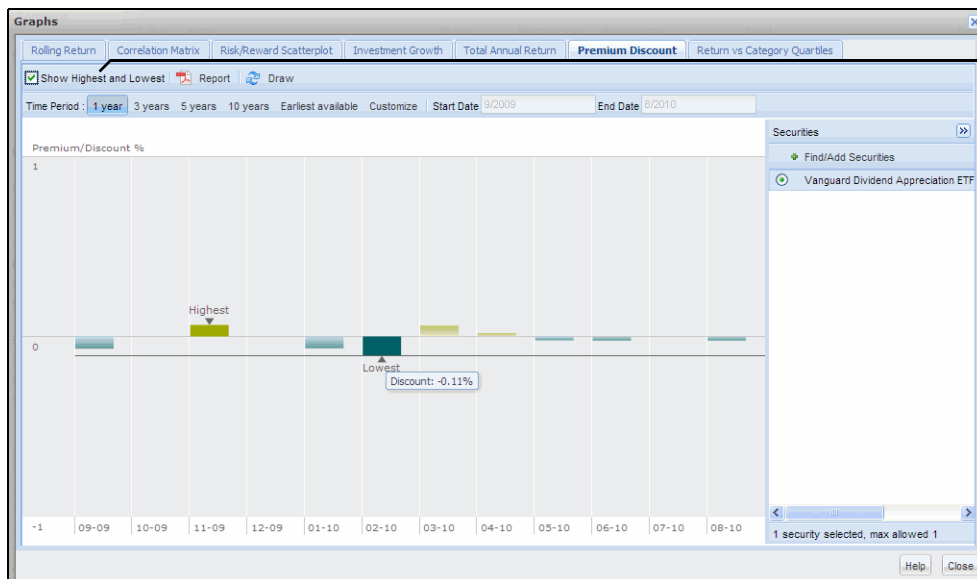 Graphs
Rolling Return Correlation Matrix Risk/Reward Scatterplot Investment Growth Total Annual Return Premium Discount Return vs Category Quartiles
Show Highest and Lowest Report Draw
Time Period : 1 year 3 years 5 years 10 years Earliest available Customize Start Date 9/2009 End Date 8/2010
Securities
Premium/Discount %
Find/Add Securities
1
Vanguard Dividend Appreciation ETF
Highest
0
Lowest
Discount: -0.11%
-1 09-09 10-09 11-09 12-09 01-10 02-10 03-10 04-10 05-10 06-10 07-10 08-10
1 security selected, max allowed 1
Help Close